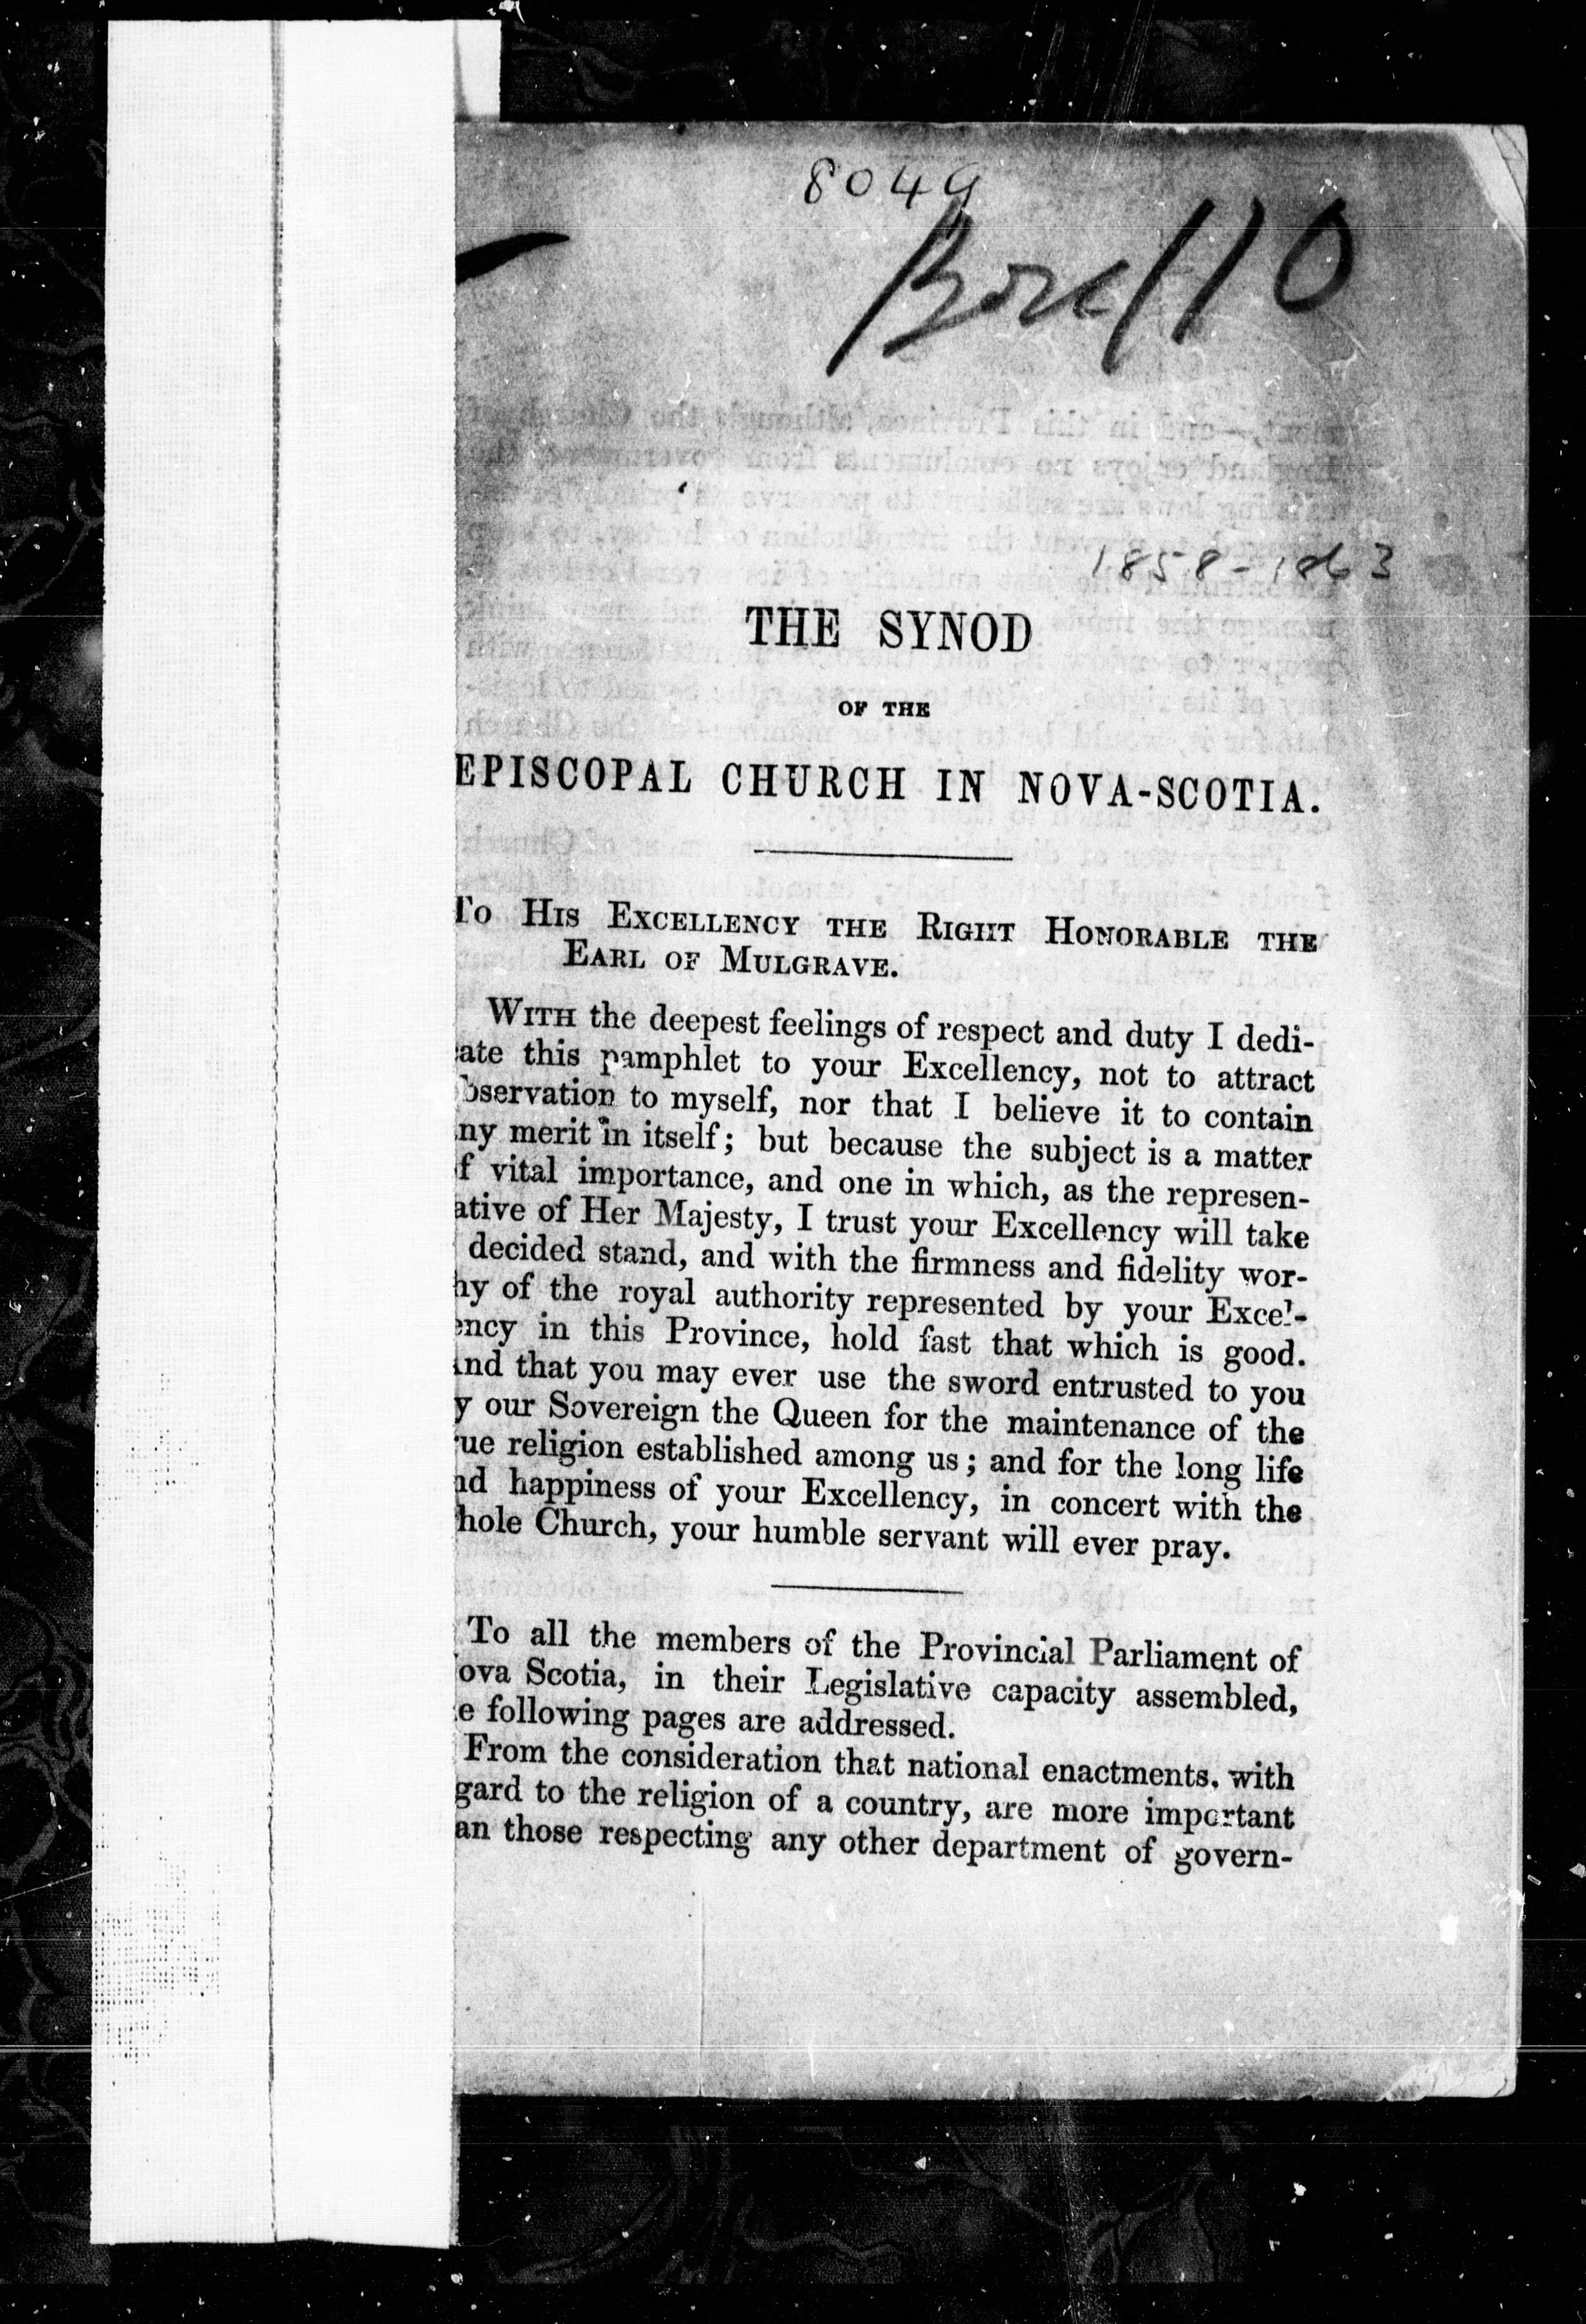 8049
Box 110
1858-1863
THE SYNOD
OF THE
EPISCOPAL CHURCH IN NOVA-SCOTIA.
To His Excellency the Right Honorable the
Earl of Mulgrave.
With the deepest feelings of respect and duty I dedi-
ate this pamphlet to your Excellency, not to attract
bservation to myself, nor that I believe it to contain
ny merit in itself; but because the subject is a matter
f vital importance, and one in which, as the represen-
ative of Her Majesty, I trust your Excellency will take
decided stand, and with the firmness and fidelity wor-
hy of the royal authority represented by your Excel-
ency in this Province, hold fast that which is good.
nd that you may ever use the sword entrusted to you
y our Sovereign the Queen for the maintenance of the
rue religion established among us; and for the long life
nd happiness of your Excellency, in concert with the
hole Church, your humble servant will ever pray.
To all the members of the Provincial Parliament of
ova Scotia, in their Legislative capacity assembled,
e following pages are addressed.
From the consideration that national enactments, with
gard to the religion of a country, are more important
an those respecting any other department of govern-